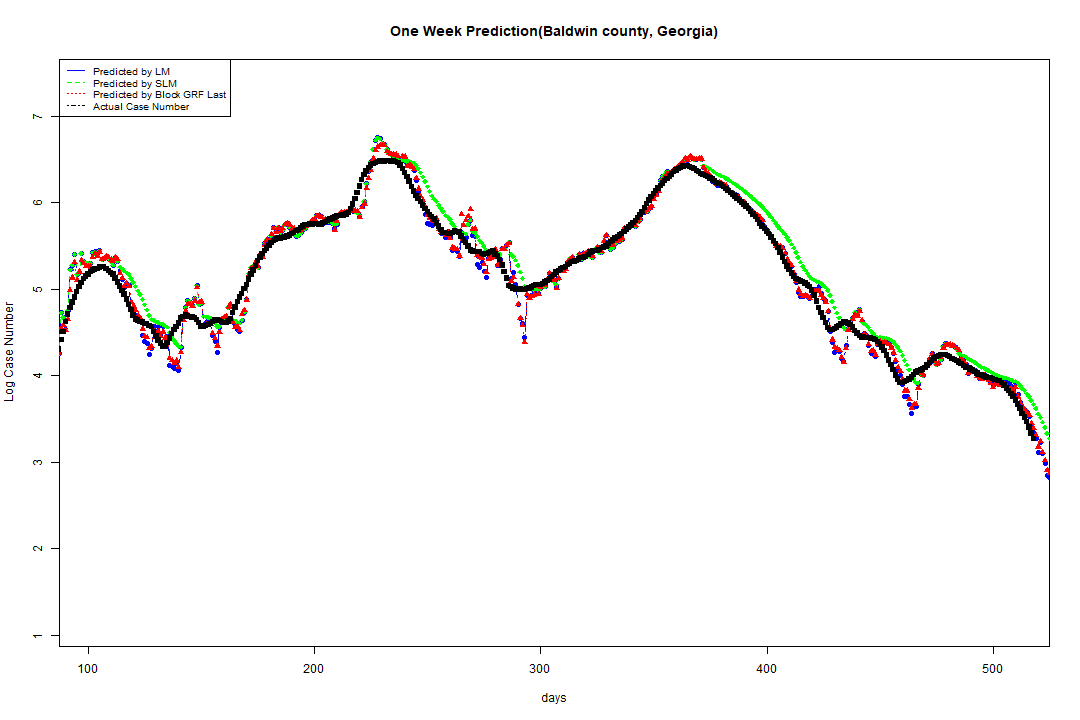 One Week Prediction(Baldwin county, Georgia)
Predicted by LM
Predicted by SLM
Predicted by Block GRF Last
Actual Case Number
Log Case Number
7
6
5
4
3
2
1
100 200 300 400 500
days